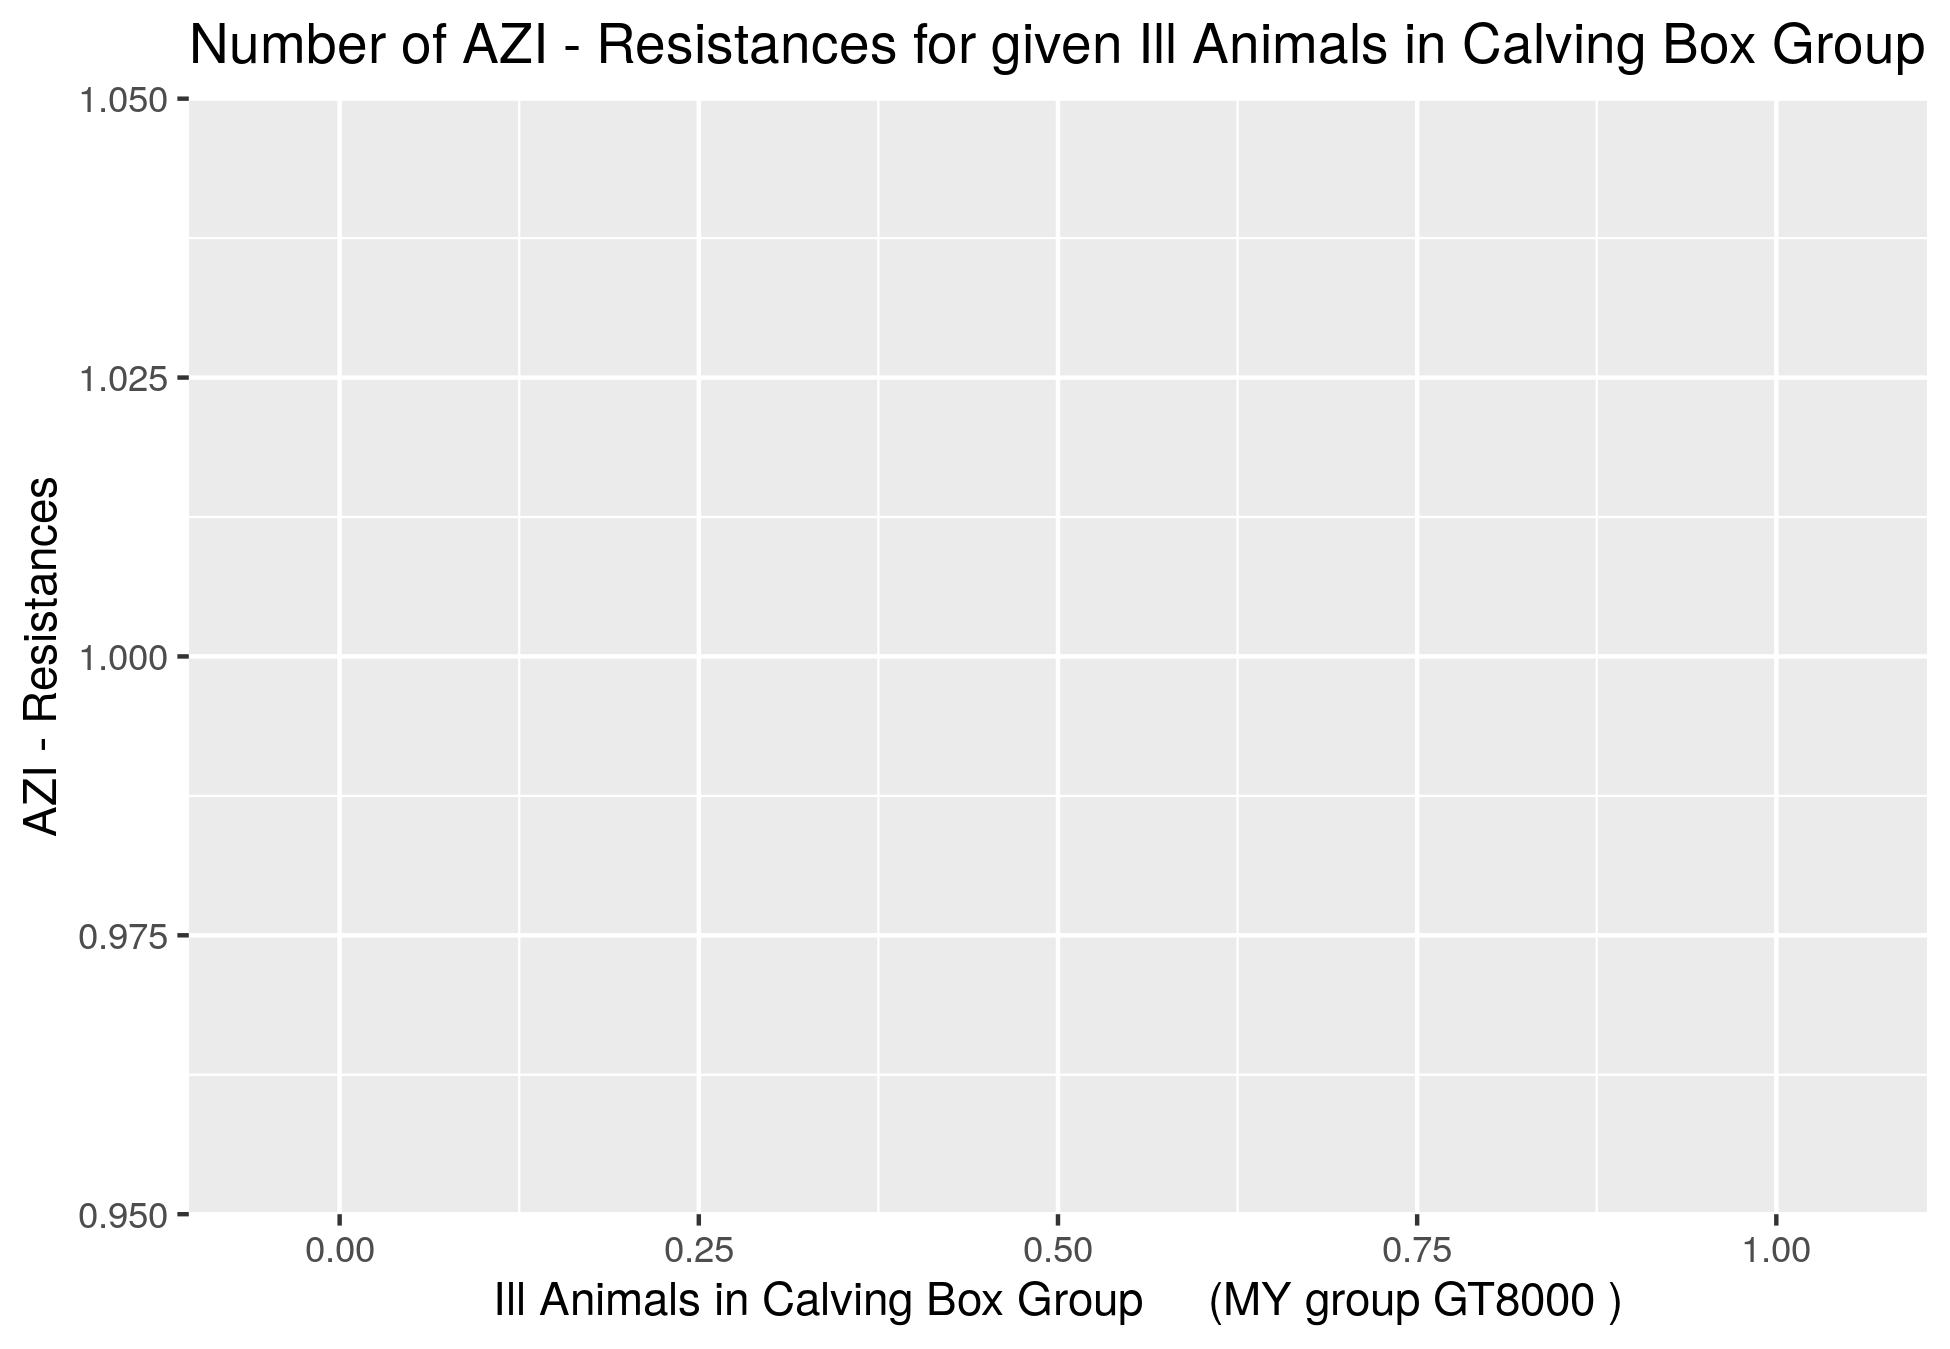 Number of AZI - Resistances for given Ill Animals in Calving Box Group
1.050
1.025
1.000
0.975
0.950
AZI - Resistances
0.00 0.25 0.50 0.75 1.00
Ill Animals in Calving Box Group (MY group GT8000 )